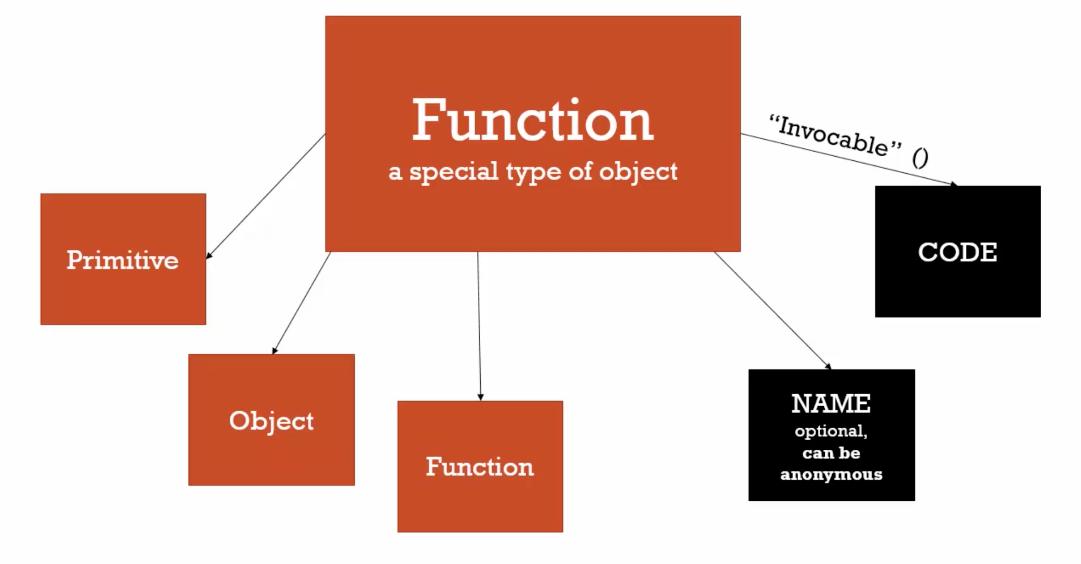 Function
a special type of object
“Invocable” ()
Primitive
CODE
Object
Function
NAME
optional,
can be
anonymous